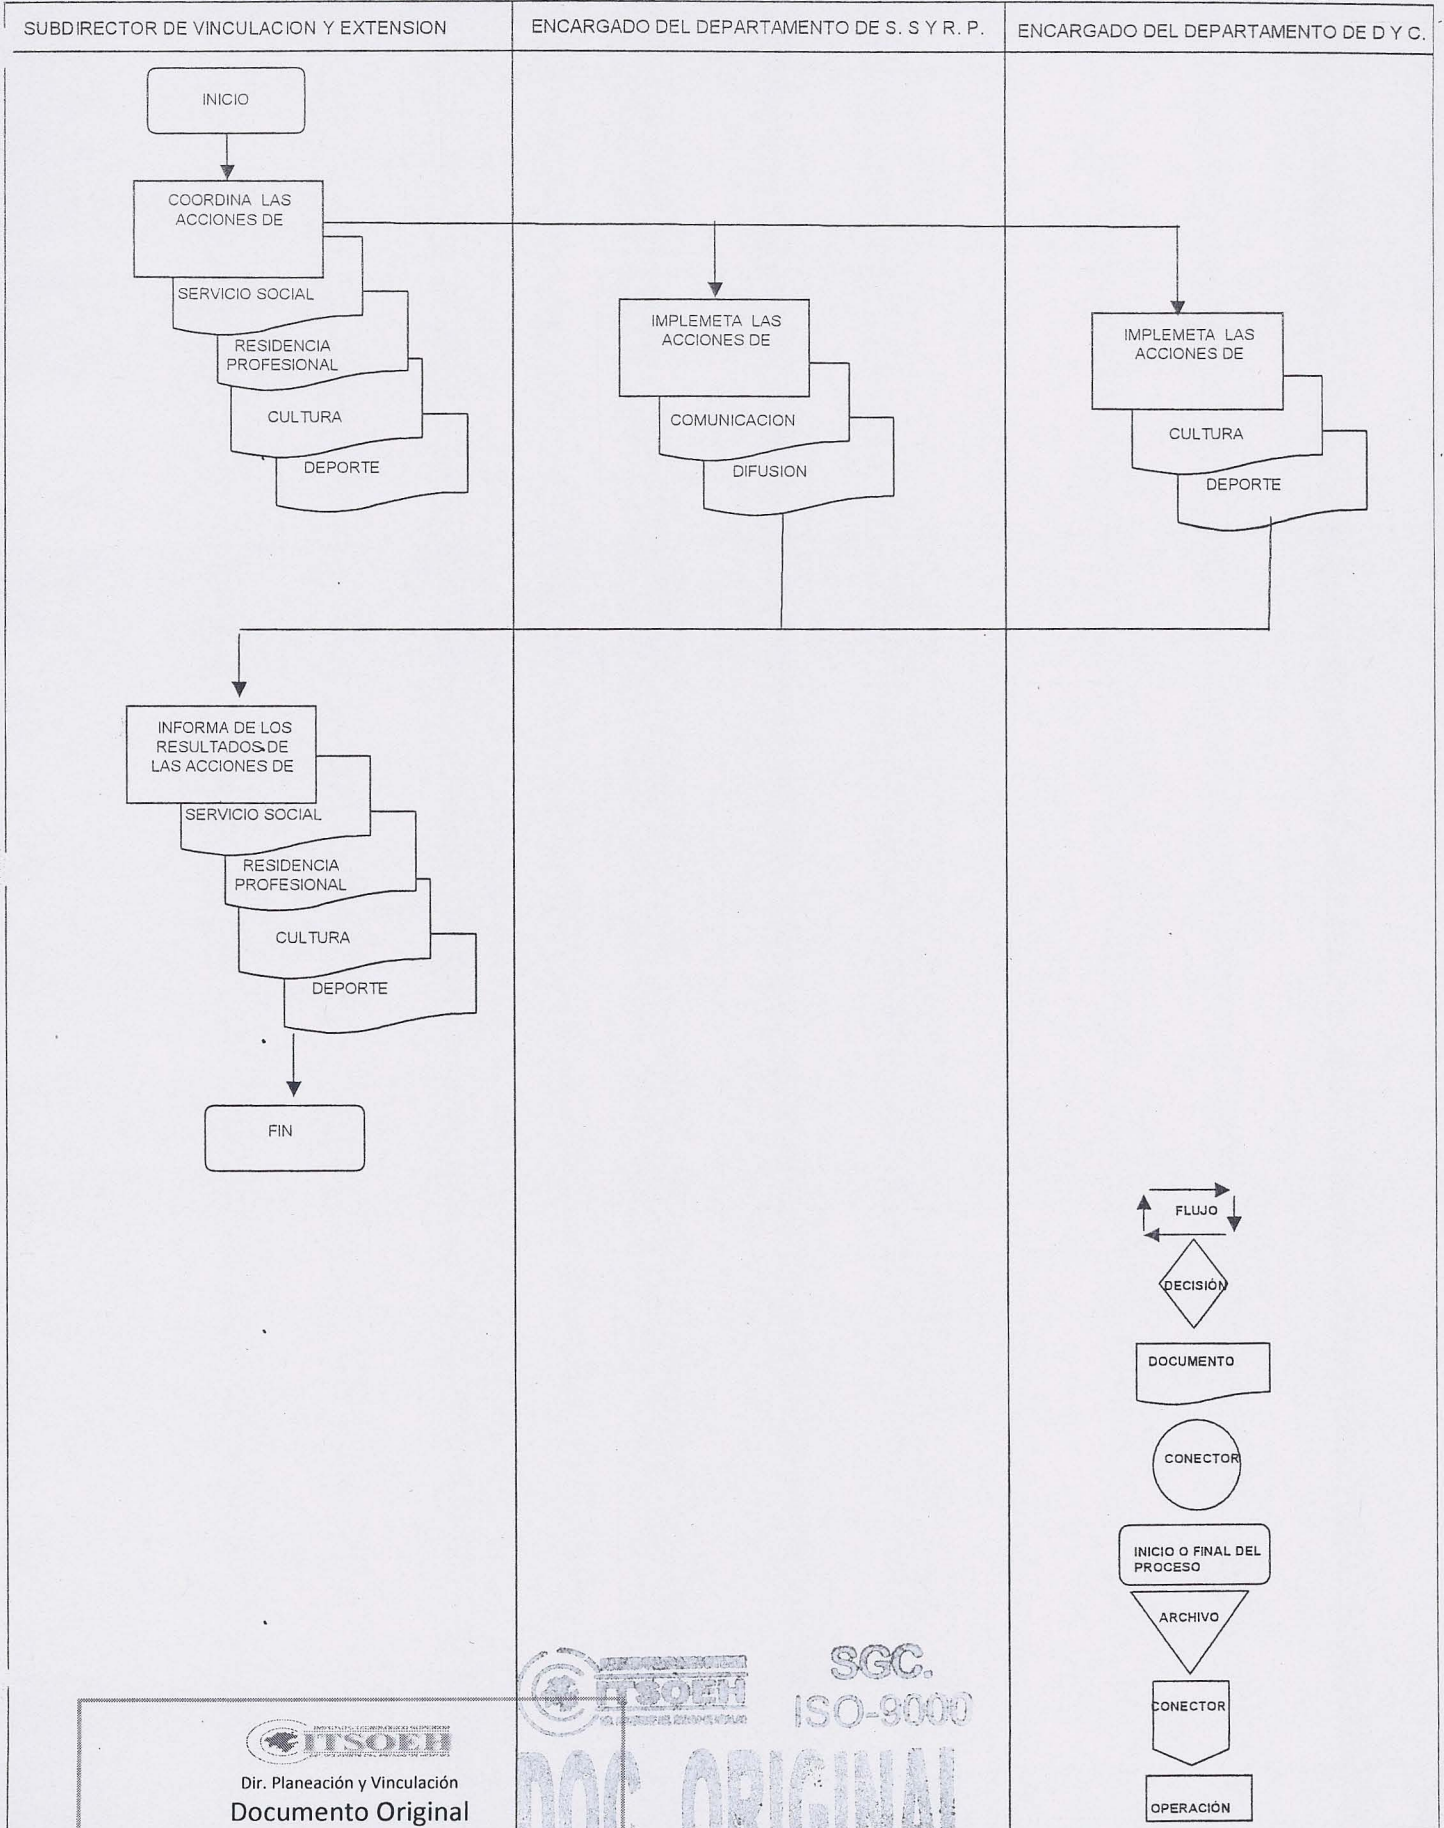 SUBDIRECTOR DE VINCULACION Y EXTENSION
ENCARGADO DEL DEPARTAMENTO DE S. S Y R. P.
ENCARGADO DEL DEPARTAMENTO DE D Y C.
INICIO
COORDINA LAS
ACCIONES DE
SERVICIO SOCIAL
RESIDENCIA
PROFESIONAL
CULTURA
DEPORTE
IMPLEMETA LAS
ACCIONES DE
COMUNICACION
DIFUSION
IMPLEMETA LAS
ACCIONES DE
CULTURA
DEPORTE
INFORMA DE LOS
RESULTADOS DE
LAS ACCIONES DE
SERVICIO SOCIAL
RESIDENCIA
PROFESIONAL
CULTURA
DEPORTE
FIN
FLUJO
DECISIÓN
DOCUMENTO
CONECTOR
INICIO O FINAL DEL
PROCESO
ARCHIVO
CONECTOR
OPERACIÓN
ITSOEH
SGC.
ISO-9000
DOC. ORIGINAL
ITSOEH
Dir. Planeación y Vinculación
Documento Original